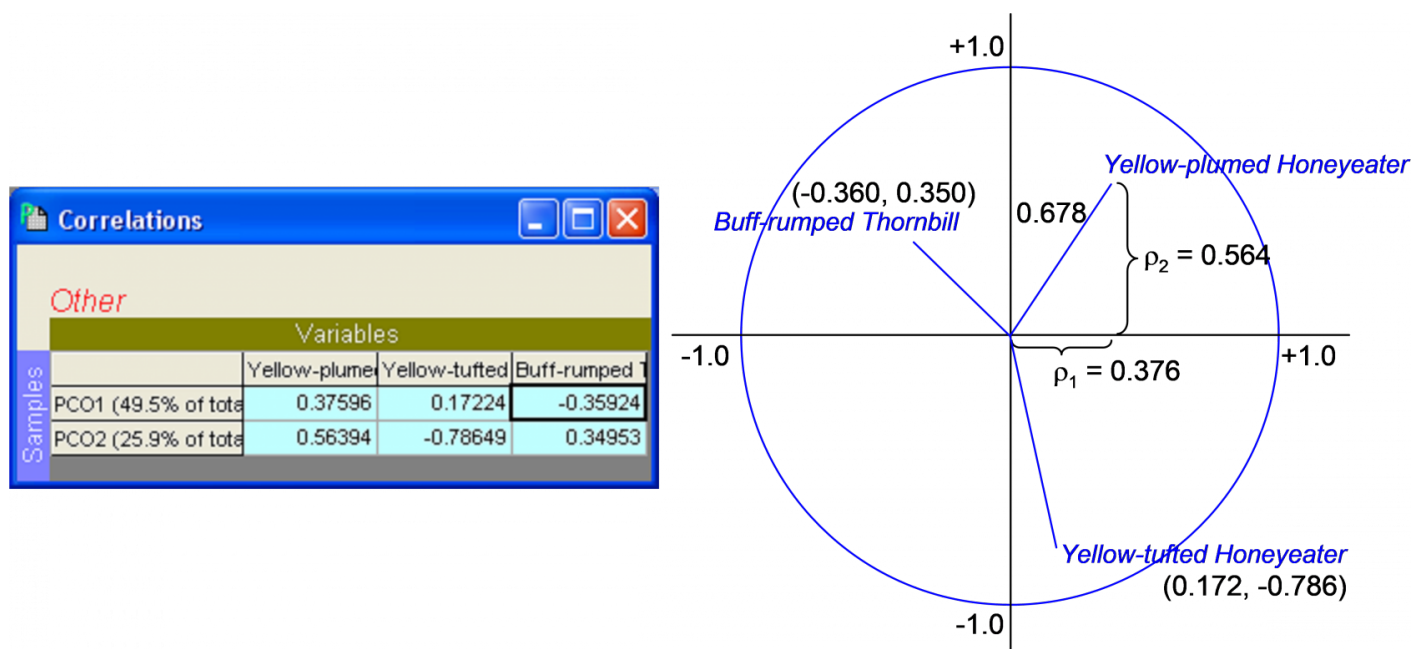 Correlations
Other
Variables
Samples
Yellow-plume Yellow-tufted Buff-rumped
PCO1 (49.5% of tota 0.37596 0.17224 -0.35924
PCO2 (25.9% of tota 0.56394 -0.78649 0.34953
+1.0
Yellow-plumed Honeyeater
(-0.360, 0.350)
Buff-rumped Thornbill
0.678
ρ2 = 0.564
-1.0
+1.0
ρ1 = 0.376
Yellow-tufted Honeyeater
(0.172, -0.786)
-1.0